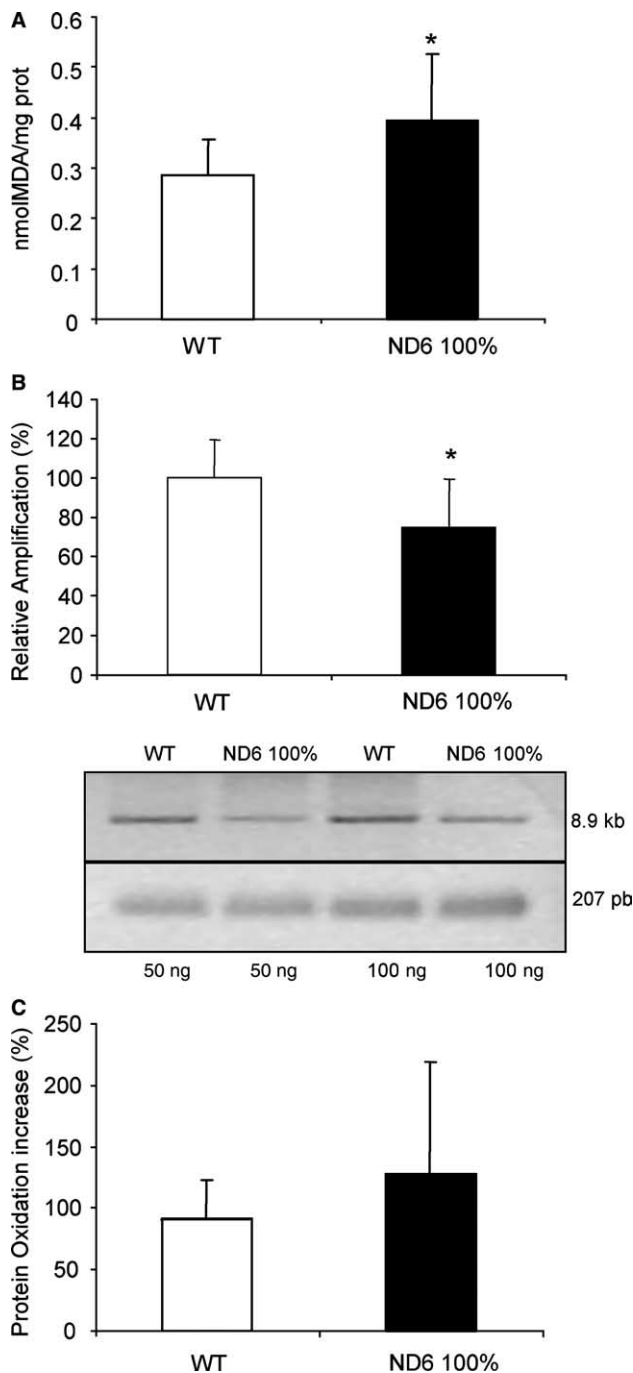 A
nmolMDA/mg prot
0.6
0.5
0.4
0.3
0.2
0.1
0
*
WT ND6 100%
B
Relative Amplification (%)
140
120
100
80
60
40
20
0
*
WT ND6 100%
WT ND6 100% WT ND6 100%
8.9 kb
207 pb
50 ng 50 ng 100 ng 100 ng
C
Protein Oxidation increase (%)
250
200
150
100
50
0
WT ND6 100%